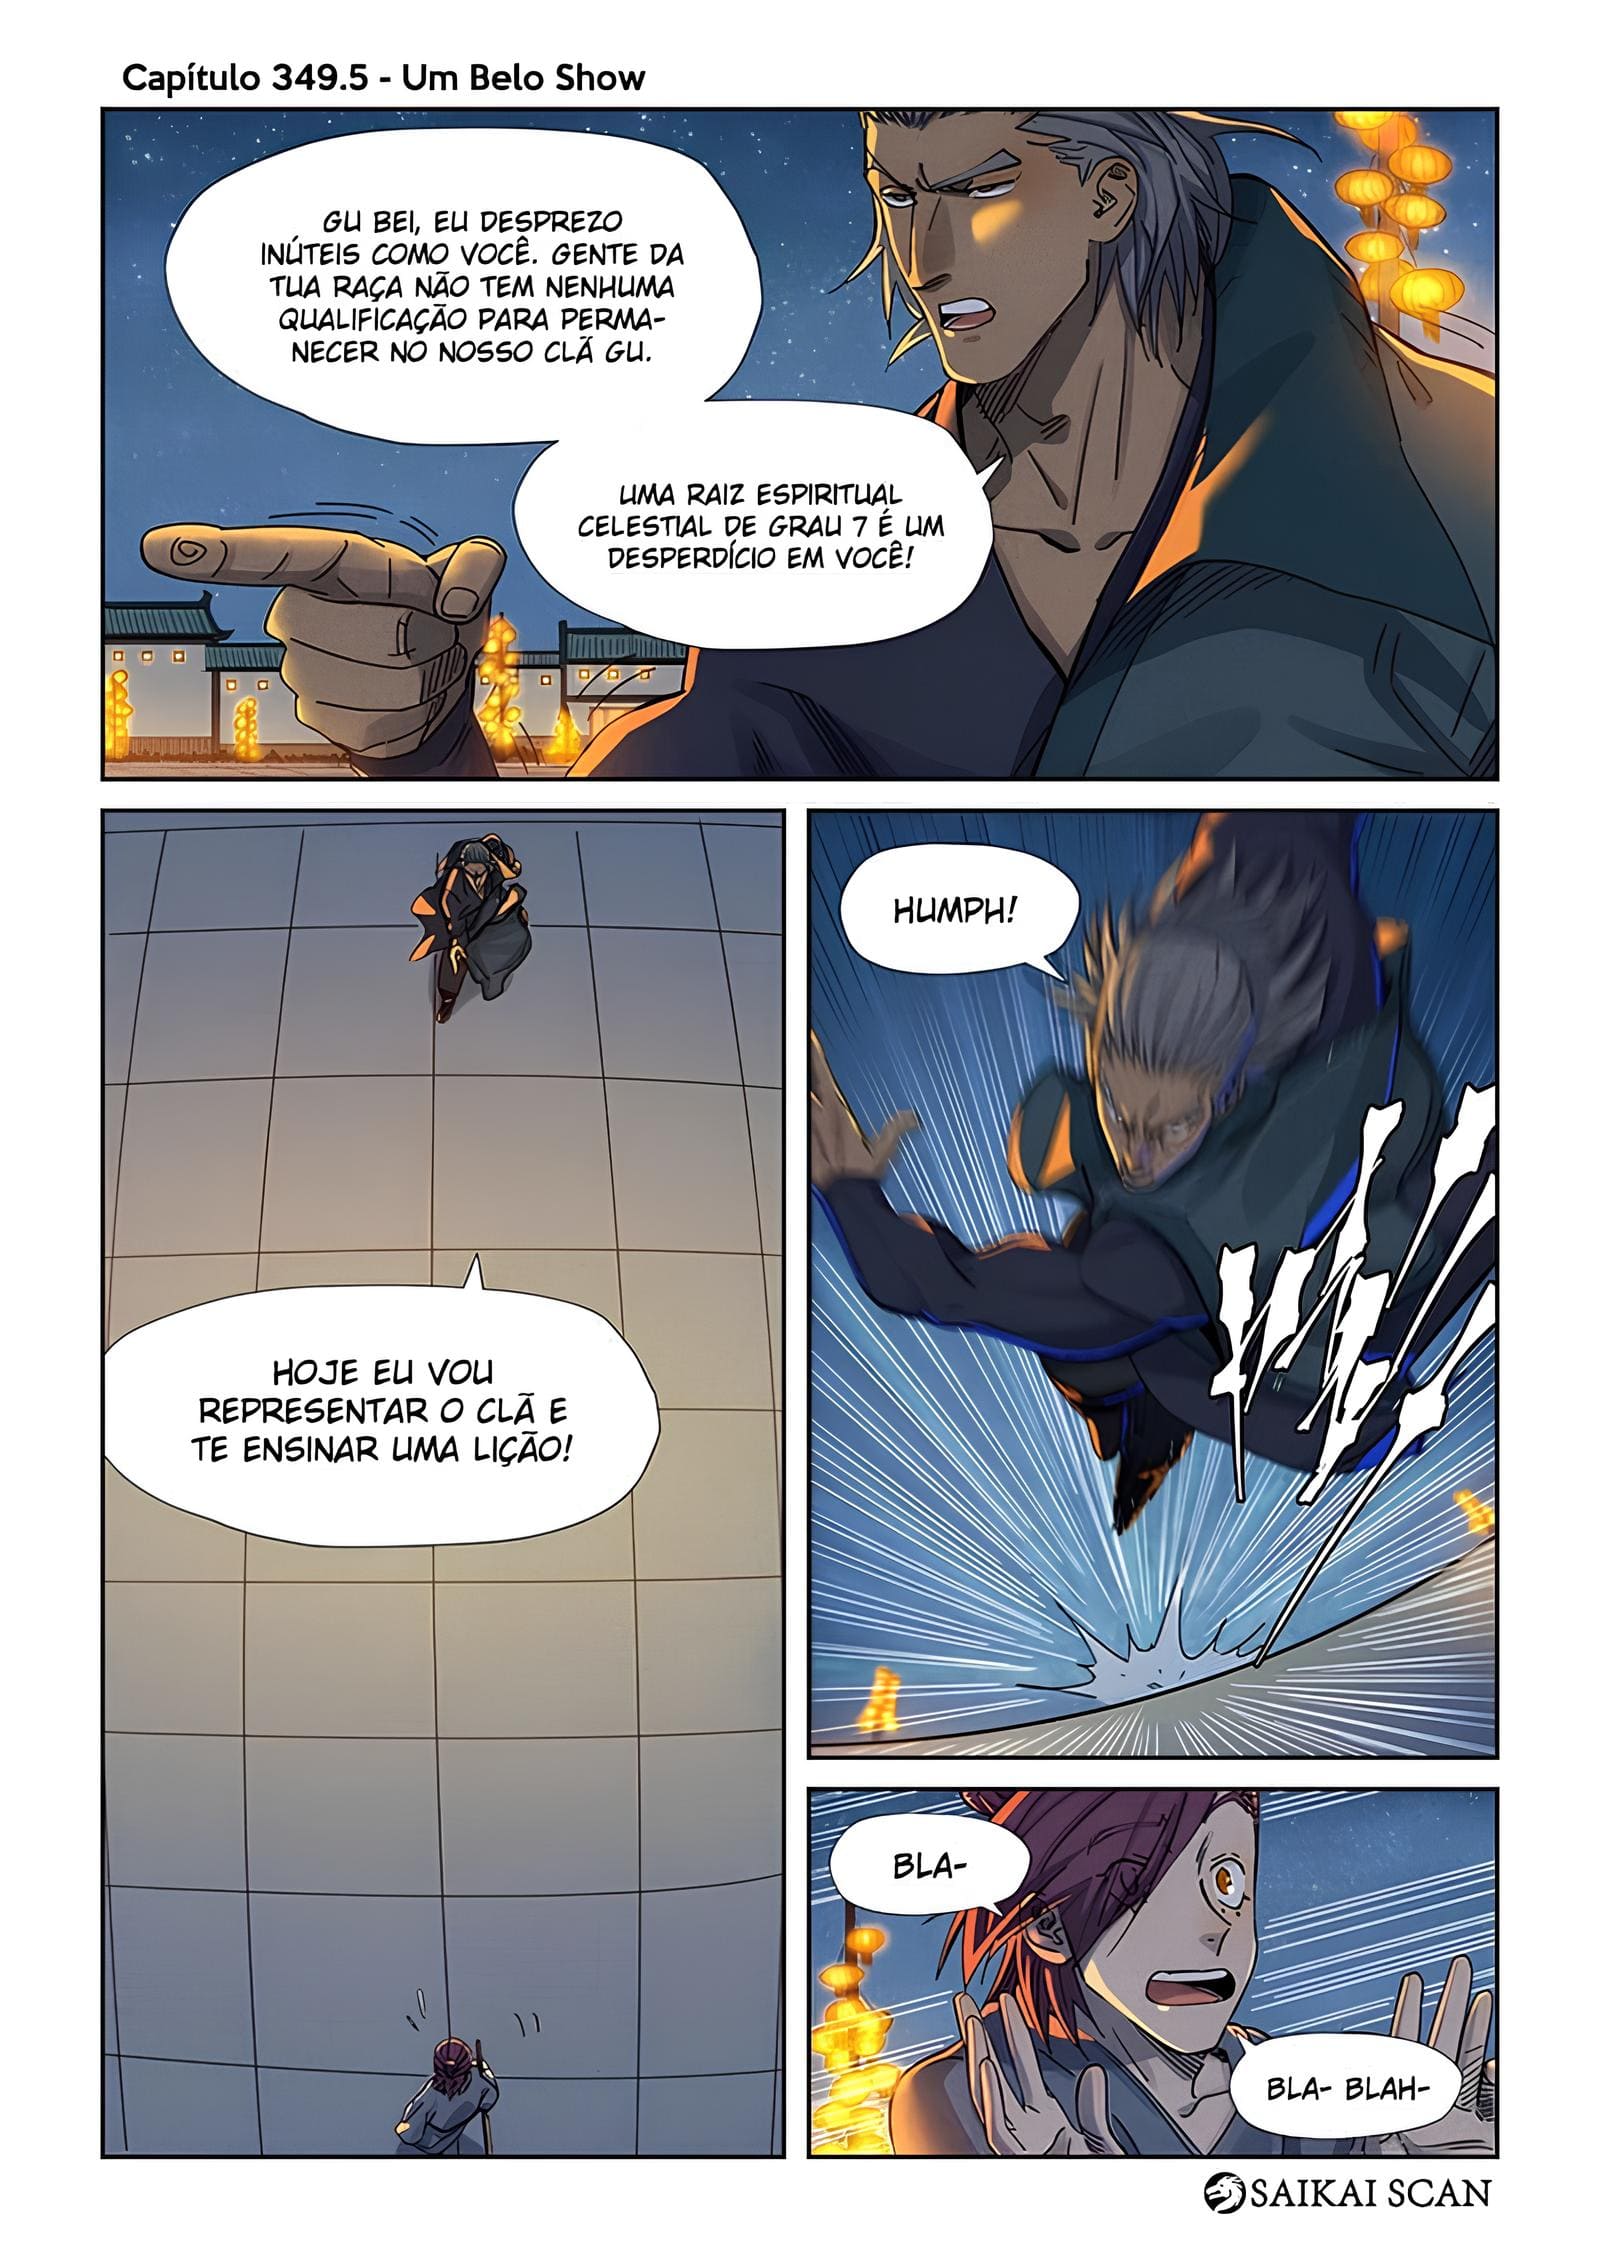 Capítulo 349.5 - Um Belo Show
GU BEI, EU DESPREZO
INÚTEIS COMO VOCÊ. GENTE DA
TUA RAÇA NÃO TEM NENHUMA
QUALIFICAÇÃO PARA PERMA-
NECER NO NOSSO CLÃ GU.
UMA RAIZ ESPIRITUAL
CELESTIAL DE GRAU 7 É UM
DESPERDÍCIO EM VOCÊ!
HOJE EU VOU
REPRESENTAR O CLÃ E
TE ENSINAR UMA LIÇÃO!
HUMPH!
BLA-
BLA- BLAH-
SAIKAI SCAN